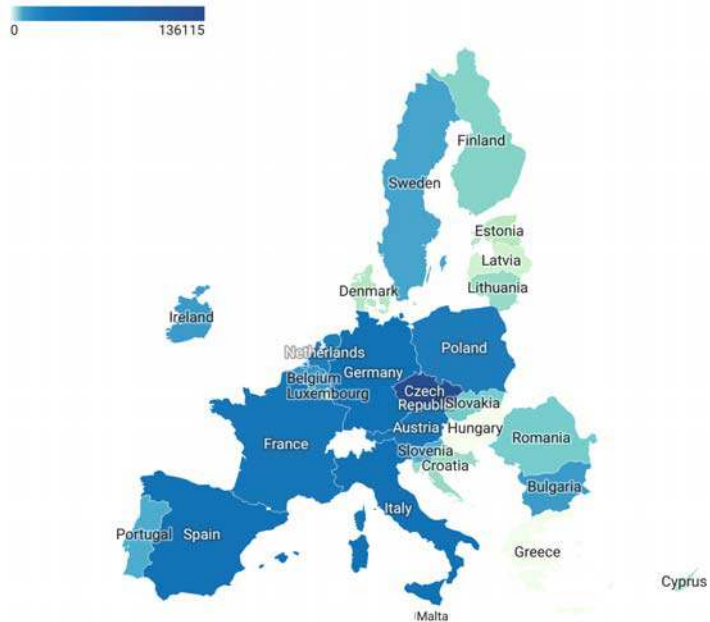 0 136115
Finland
Sweden
Estonia
Latvia
Lithuania
Denmark
Ireland
Netherlands
Poland
Germany
Belgium
Luxembourg
Czech
Republic
Slovakia
Austria
Hungary
France
Slovenia
Romania
Croatia
Bulgaria
Italy
Portugal
Spain
Greece
Cyprus
Malta